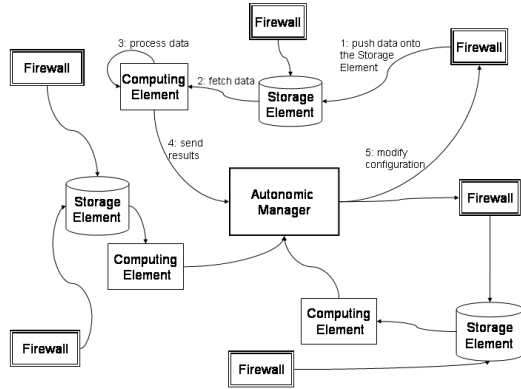 3: process data
Firewall
1: push data onto
the Storage
Element
Firewall
Firewall
Computing
Element
2: fetch data
Storage
Element
4: send
results
5: modify
configuration
Autonomic
Manager
Firewall
Storage
Element
Computing
Element
Computing
Element
Storage
Element
Firewall
Firewall